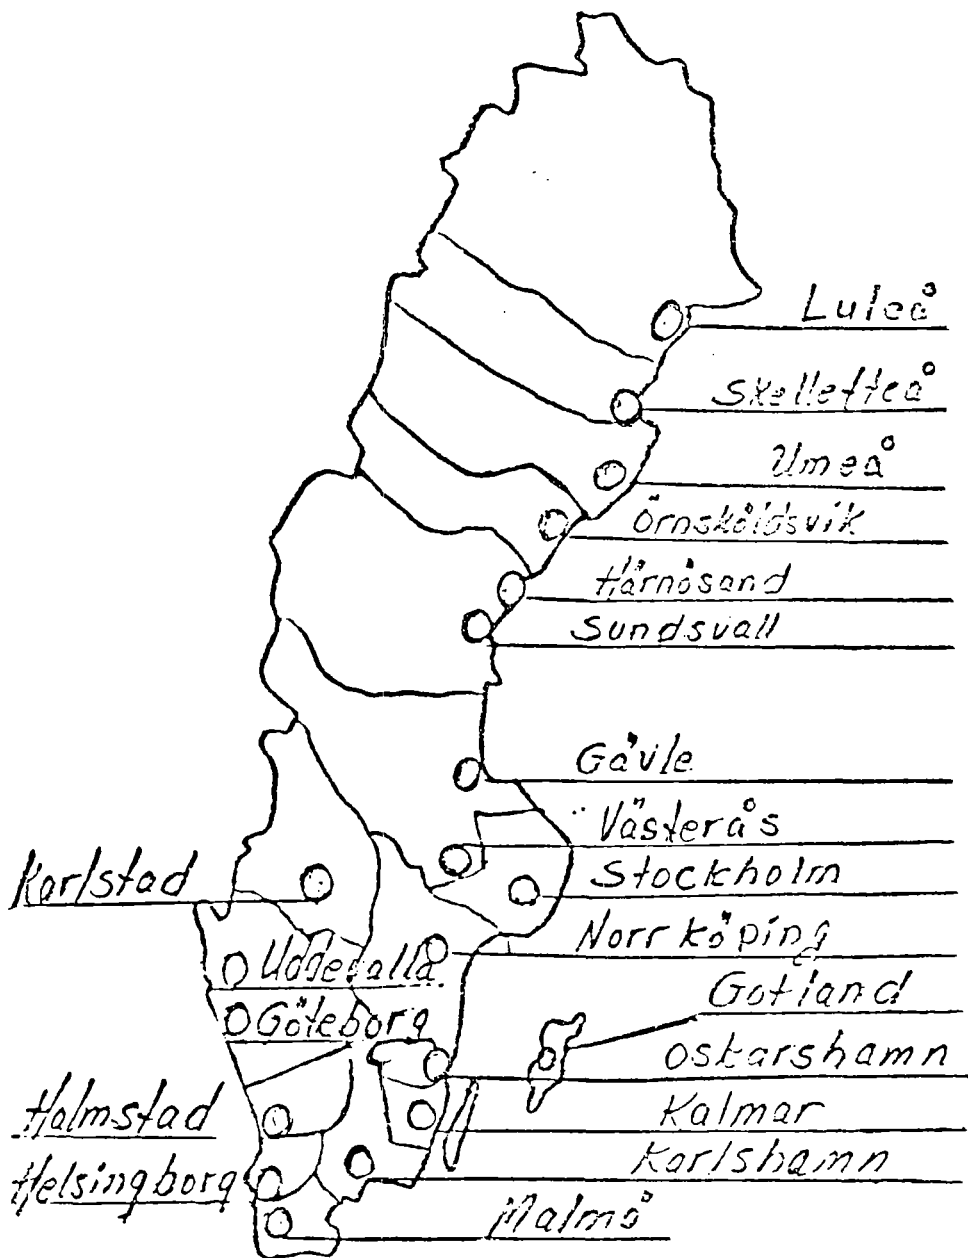 Luleå
Skellefteå
Umeå
Örnsköldsvik
Härnösand
Sundsvall
Gävle
Västerås
Karlstad
Stockholm
Norrköping
Uddevalla
Gotland
Göteborg
Oskarshamn
Halmstad
Kalmar
Karlshamn
Helsingborg
Malmö